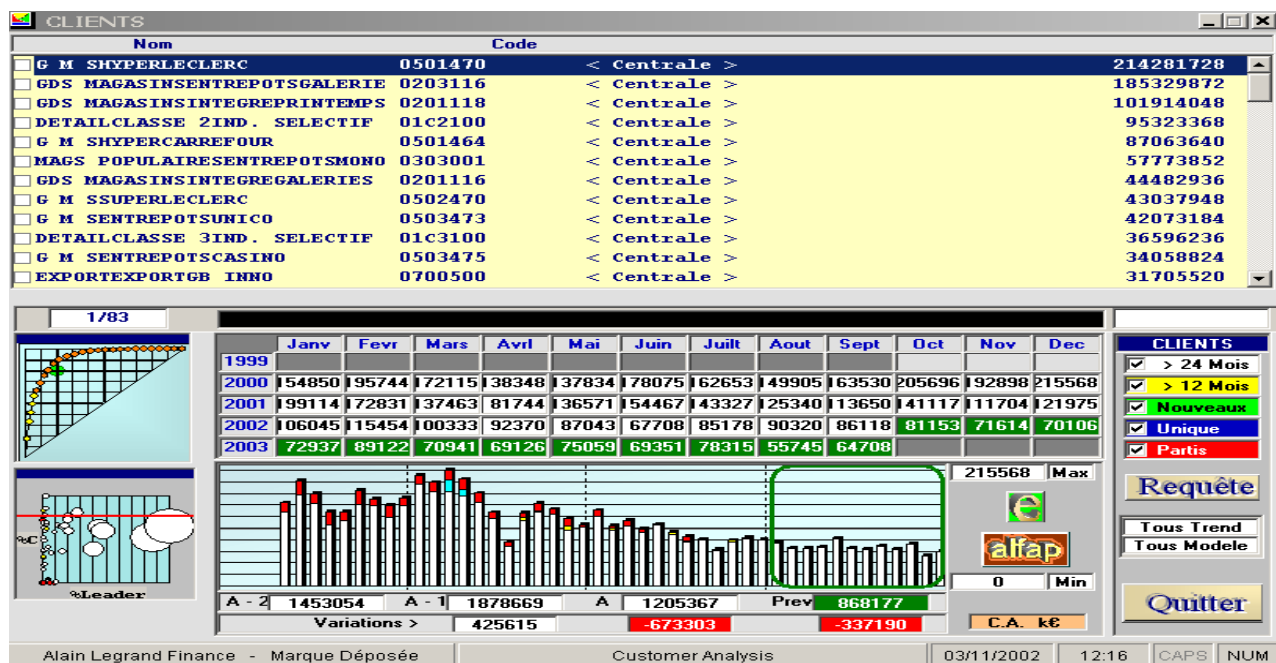 CLIENTS
Nom Code
G M SHYPERLECLERC 0501470 < Centrale > 214281728
GDS MAGASINSENTREPOTSGALERIE 0203116 < Centrale > 185329872
GDS MAGASINSINTEGREPRINTEMPS 0201118 < Centrale > 101914048
DETAILCLASSE 2IND. SELECTIF 01C2100 < Centrale > 95323368
G M SHYPERCARREFOUR 0501464 < Centrale > 87063640
MAGS POPULAIRESENTREPOTSMONO 0303001 < Centrale > 57773852
GDS MAGASINSINTEGREGALERIES 0201116 < Centrale > 44482936
G M SSUPERLECLERC 0502470 < Centrale > 43037948
G M SENTREPOTSUNICO 0503473 < Centrale > 42073184
DETAILCLASSE 3IND. SELECTIF 01C3100 < Centrale > 36596236
G M SENTREPOTSCASINO 0503475 < Centrale > 34058824
EXPORTEXPORTGB INNO 0700500 < Centrale > 31705520
1/83
Janv Fevr Mars Avrl Mai Juin Juilt Aout Sept Oct Nov Dec
1999
2000 154850 195744 172115 138348 137834 178075 162653 149905 163530 205696 192898 215568
2001 199114 172831 137463 81744 136571 154467 143327 125340 113650 141117 111704 121975
2002 106045 115454 100333 92370 87043 67708 85178 90320 86118 81153 71614 70106
2003 72937 89122 70941 69126 75059 69351 78315 55745 64708
CLIENTS
> 24 Mois
> 12 Mois
Nouveaux
Unique
Partis
Requête
Tous Trend
Tous Modele
Quitter
215568 Max
e
alfap
0 Min
%C
%Leader
A - 2 1453054 A - 1 1878669 A 1205367 Prev 868177
Variations > 425615 -673303 -337190 C.A. k€
Alain Legrand Finance - Marque Déposée Customer Analysis 03/11/2002 12:16 CAPS NUM